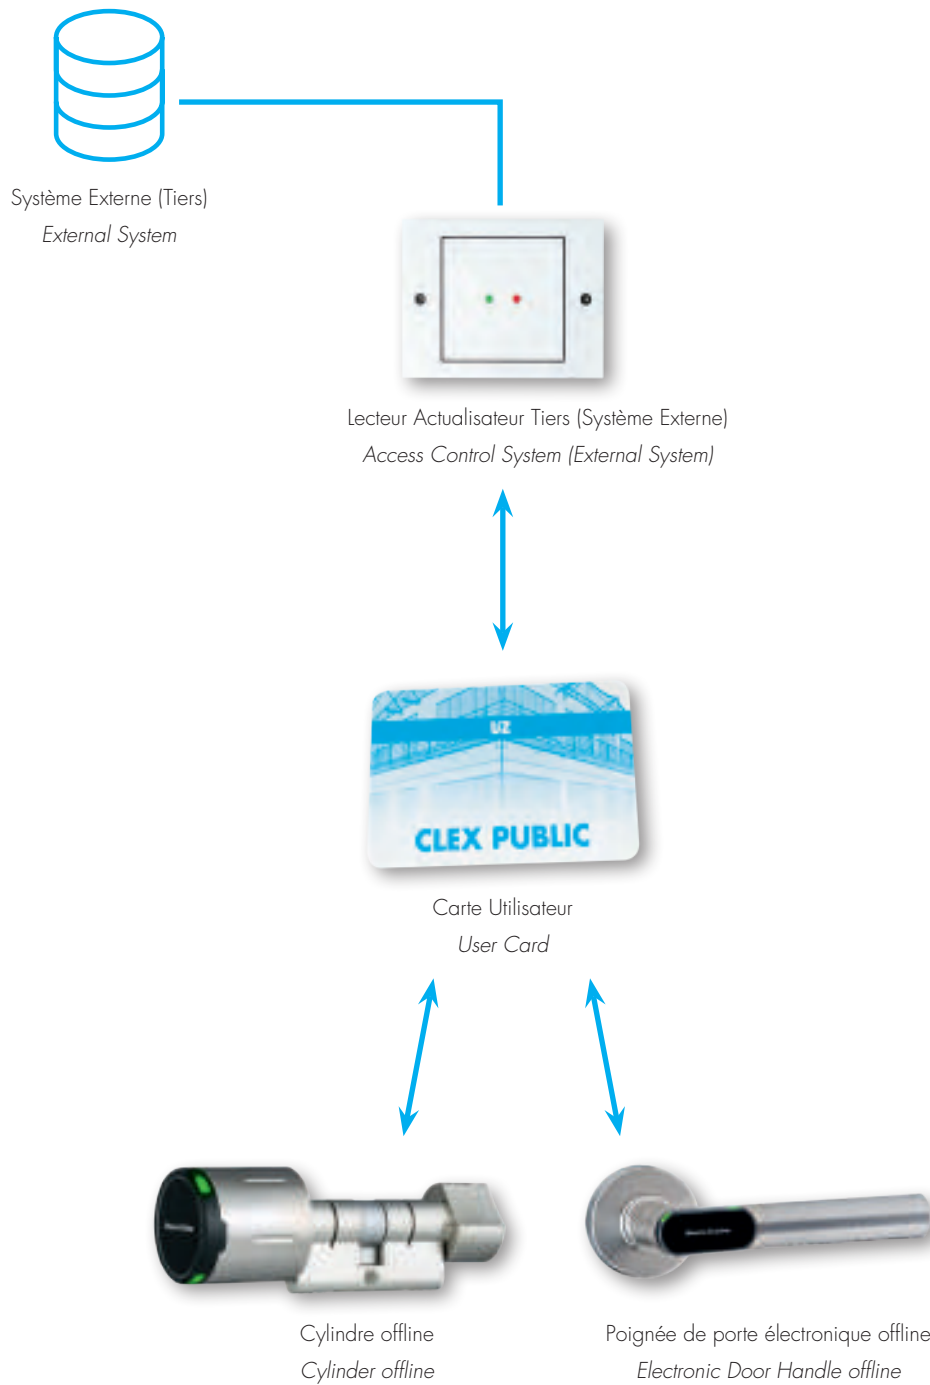 Système Externe (Tiers)
External System
Lecteur Actualisateur Tiers (Système Externe)
Access Control System (External System)
UZ
CLEX PUBLIC
Carte Utilisateur
User Card
Cylindre offline
Cylinder offline
Poignée de porte électronique offline
Electronic Door Handle offline